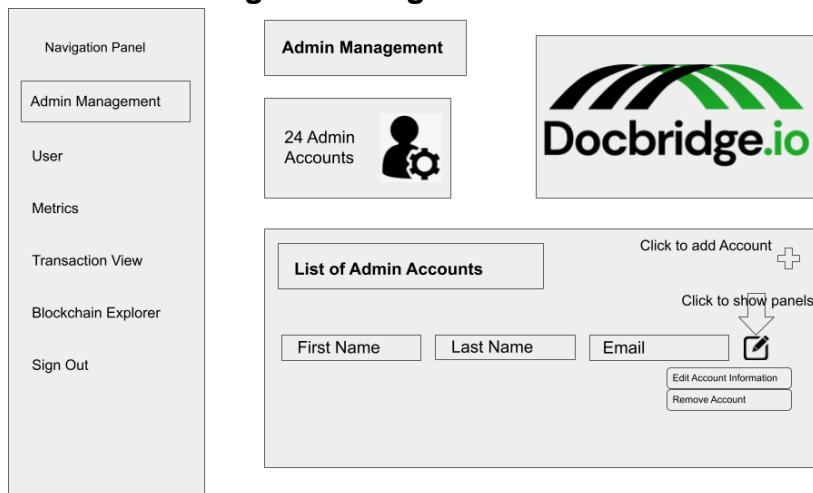 Navigation Panel
Admin Management
User
Metrics
Transaction View
Blockchain Explorer
Sign Out
Admin Management
24 Admin
Accounts
Docbridge.io
List of Admin Accounts
Click to add Account
Click to show panels
First Name
Last Name
Email
Edit Account Information
Remove Account